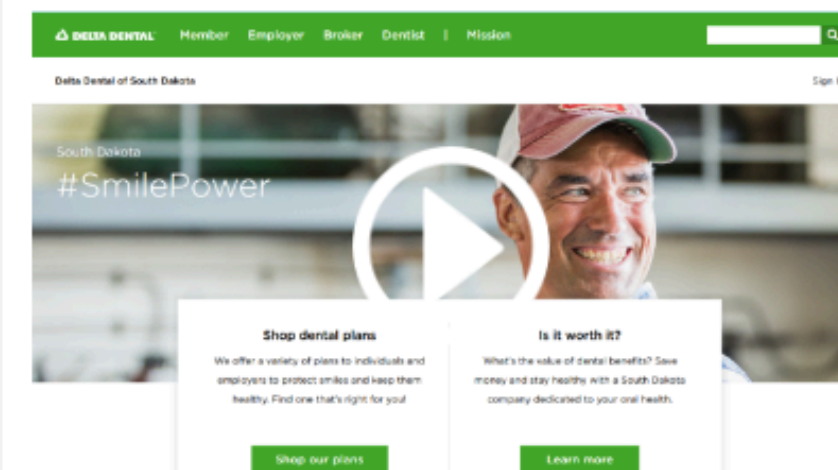 DELTA DENTAL Member Employer Broker Dentist | Mission
Delta Dental of South Dakota
Sign
South Dakota
#SmilePower
Shop dental plans
We offer a variety of plans to individuals and
employers to protect smiles and keep them
healthy. Find one that's right for you!
Shop our plans
Is it worth it?
What's the value of dental benefits? Save
money and stay healthy with a South Dakota
company dedicated to your oral health.
Learn more